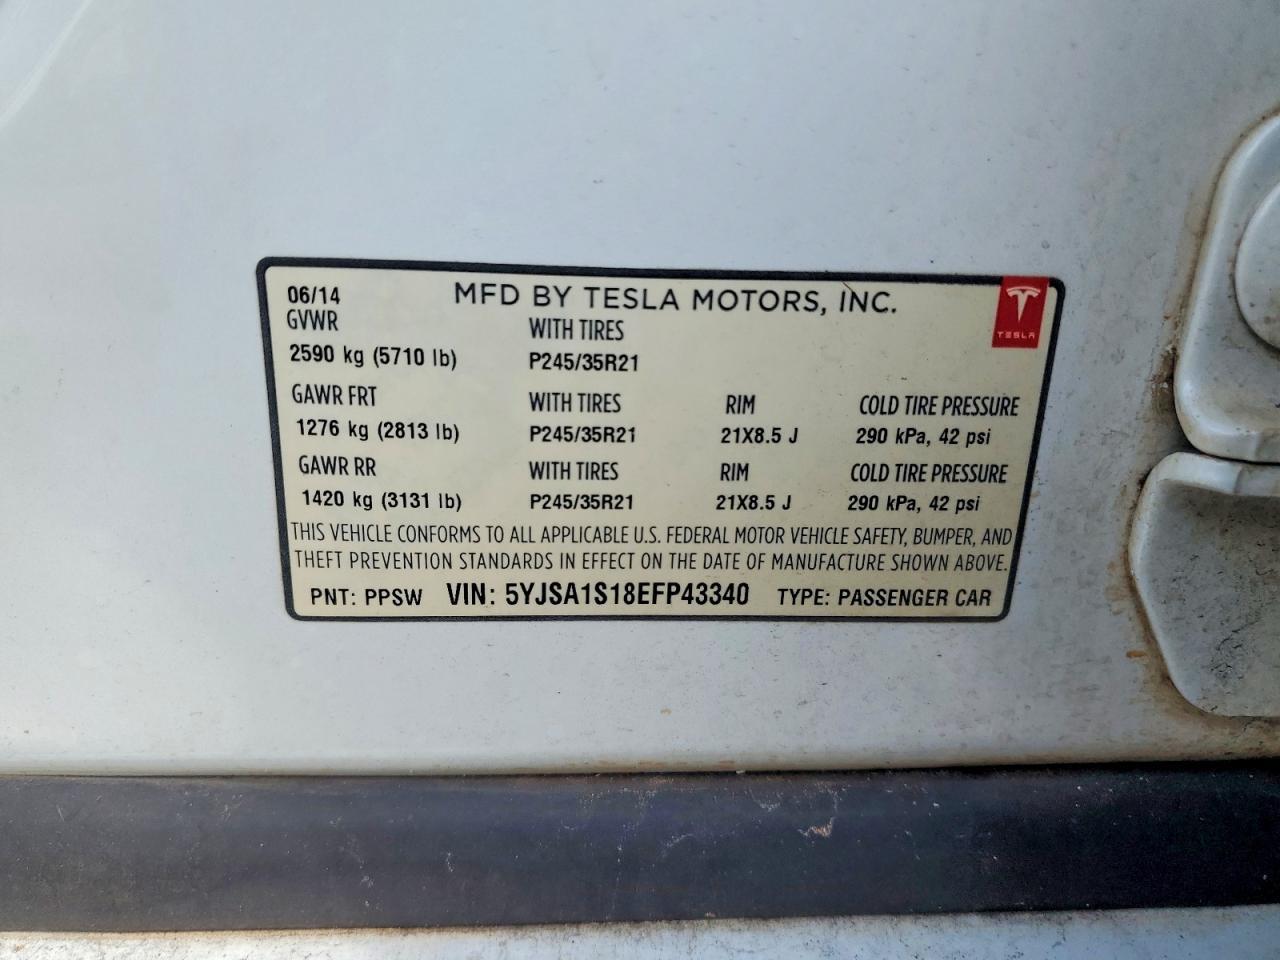 06/14 MFD BY TESLA MOTORS, INC. TESLA
GVWR WITH TIRES
2590 kg (5710 lb) P245/35R21
GAWR FRT WITH TIRES RIM COLD TIRE PRESSURE
1276 kg (2813 lb) P245/35R21 21X8.5 J 290 kPa, 42 psi
GAWR RR WITH TIRES RIM COLD TIRE PRESSURE
1420 kg (3131 lb) P245/35R21 21X8.5 J 290 kPa, 42 psi
THIS VEHICLE CONFORMS TO ALL APPLICABLE U.S. FEDERAL MOTOR VEHICLE SAFETY, BUMPER, AND
THEFT PREVENTION STANDARDS IN EFFECT ON THE DATE OF MANUFACTURE SHOWN ABOVE.
PNT: PPSW VIN: 5YJSA1S18EFP43340 TYPE: PASSENGER CAR